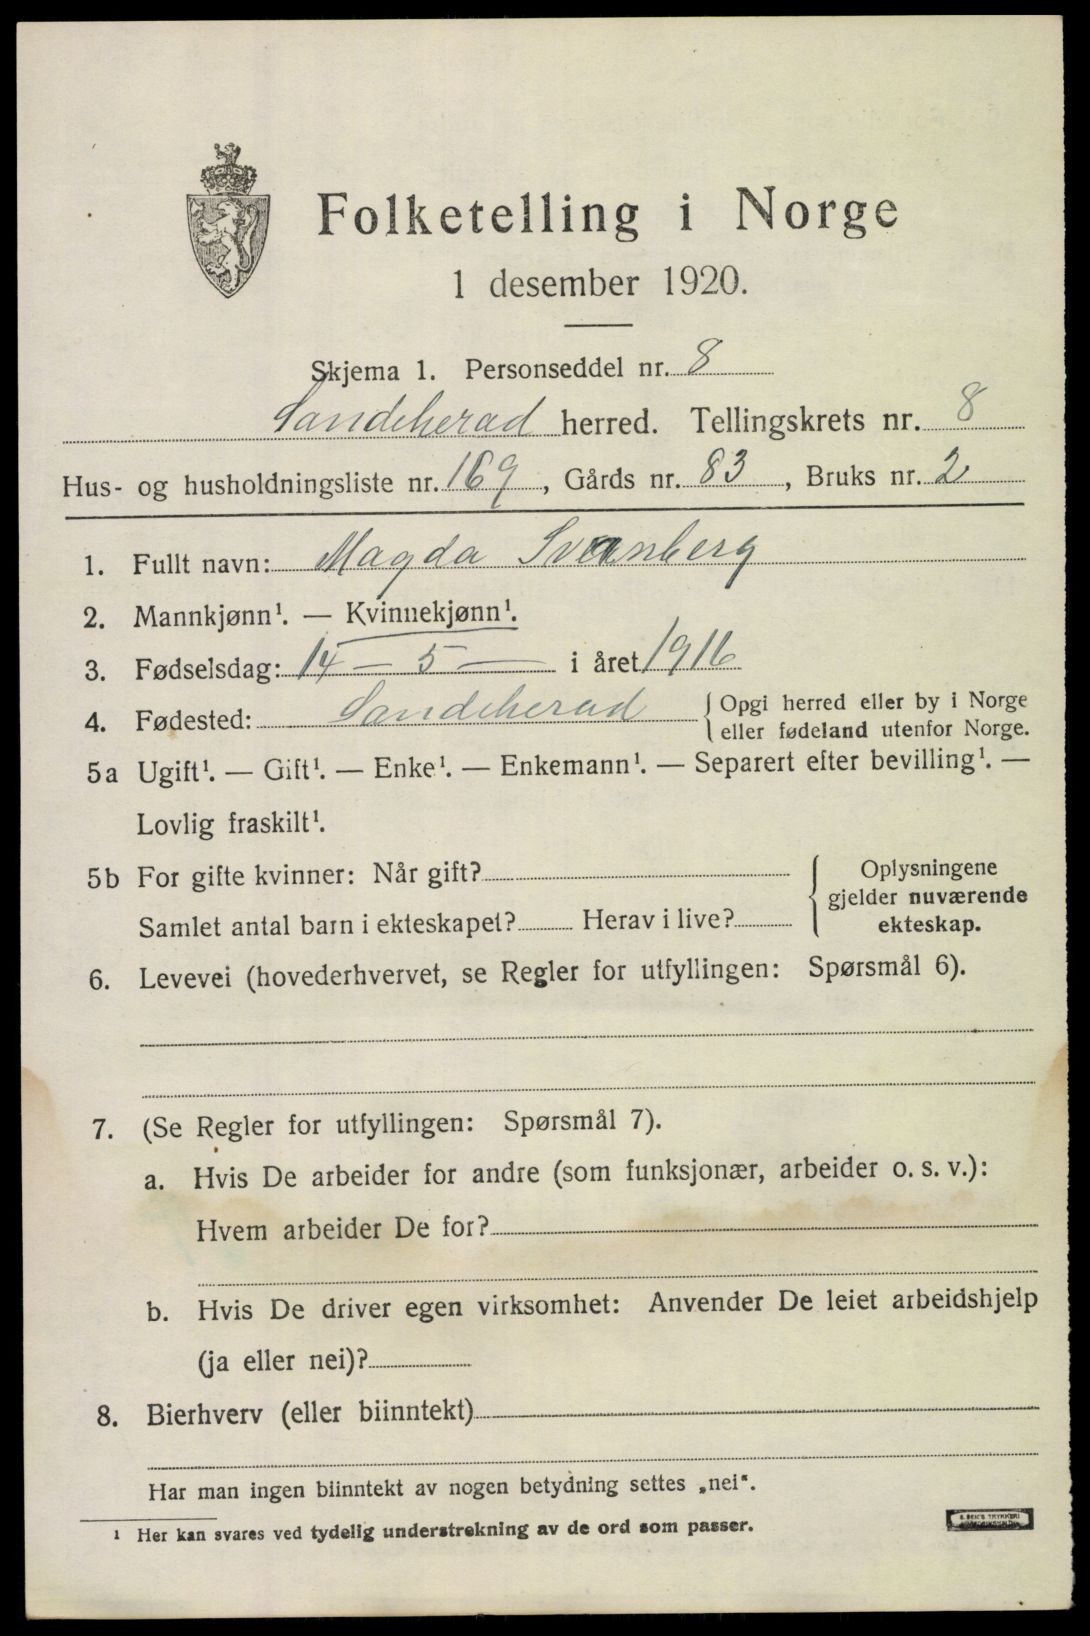 Folketelling i Norge
1 desember 1920.
Skjema 1. Personseddel nr. 8
Sandeherad herred. Tellingskrets nr. 8
Hus- og husholdningsliste nr. 169, Gårds nr. 83, Bruks nr. 2
1. Fullt navn: Magda Svanberg
2. Mannkjønn¹. — Kvinnekjønn¹.
3. Fødselsdag: 14 — 5 — i året 1916
4. Fødested: Sandeherad { Opgi herred eller by i Norge
eller fødeland utenfor Norge.
5a Ugift¹. — Gift¹. — Enke¹. — Enkemann¹. — Separert efter bevilling¹. —
Lovlig fraskilt¹.
5b For gifte kvinner: Når gift? { Oplysningene
gjelder nuværende
Samlet antal barn i ekteskapet? Herav i live? ekteskap.
6. Levevei (hovederhvervet, se Regler for utfyllingen: Spørsmål 6).
7. (Se Regler for utfyllingen: Spørsmål 7).
a. Hvis De arbeider for andre (som funksjonær, arbeider o. s. v.):
Hvem arbeider De for?
b. Hvis De driver egen virksomhet: Anvender De leiet arbeidshjelp
(ja eller nei)?
8. Bierhverv (eller biinntekt)
Har man ingen biinntekt av nogen betydning settes „nei“.
¹ Her kan svares ved tydelig understrekning av de ord som passer.